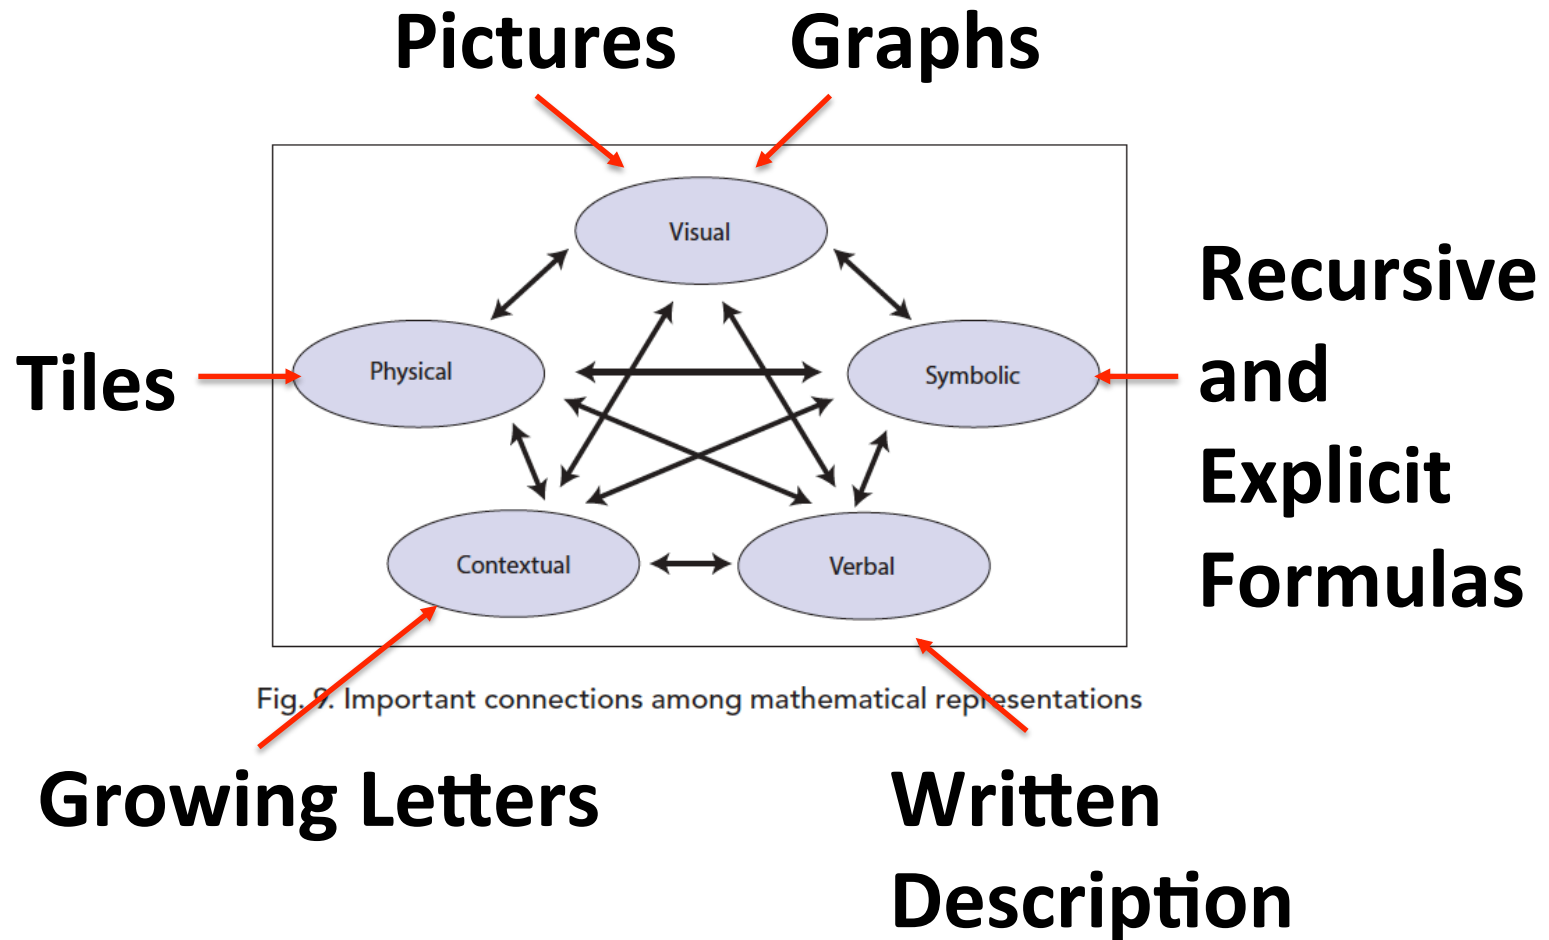 Pictures
Graphs
Visual
Physical
Symbolic
Tiles
Recursive
and
Explicit
Formulas
Contextual
Verbal
Fig. 9. Important connections among mathematical representations
Growing Letters
Written
Description